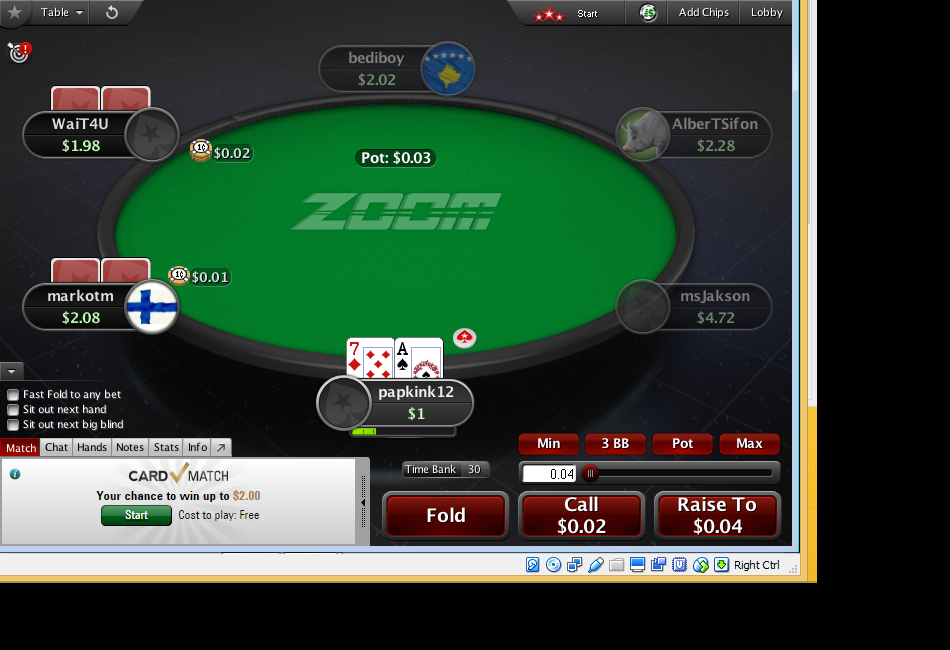 Table
Start
Add Chips
Lobby
!
bediboy
$2.02
WaiT4U
$1.98
AlberTSifon
$2.28
10 $0.02
Pot: $0.03
ZOOM
markotm
$2.08
10 $0.01
msJakson
$4.72
7 A
papkink12
$1
Fast Fold to any bet
Sit out next hand
Sit out next big blind
Match Chat Hands Notes Stats Info
Min 3 BB Pot Max
Time Bank 30
0.04
CARD MATCH
Your chance to win up to $2.00
Start Cost to play: Free
Fold
Call
$0.02
Raise To
$0.04
Right Ctrl